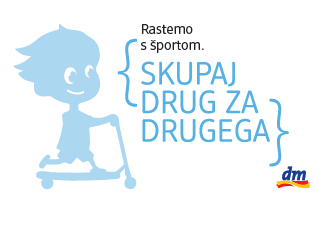 Rastemo
s športom.
SKUPAJ
DRUG ZA
DRUGEGA
dm